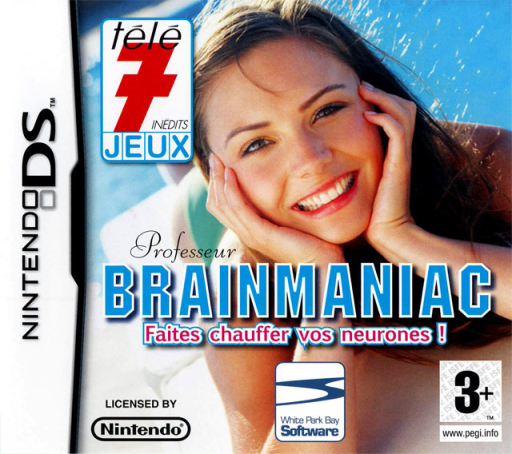 NINTENDO DS™
télé
7
INÉDITS
JEUX
Professeur
BRAINMANIAC
Faites chauffer vos neurones !
LICENSED BY
Nintendo®
White Park Bay
Software
3+
™
www.pegi.info